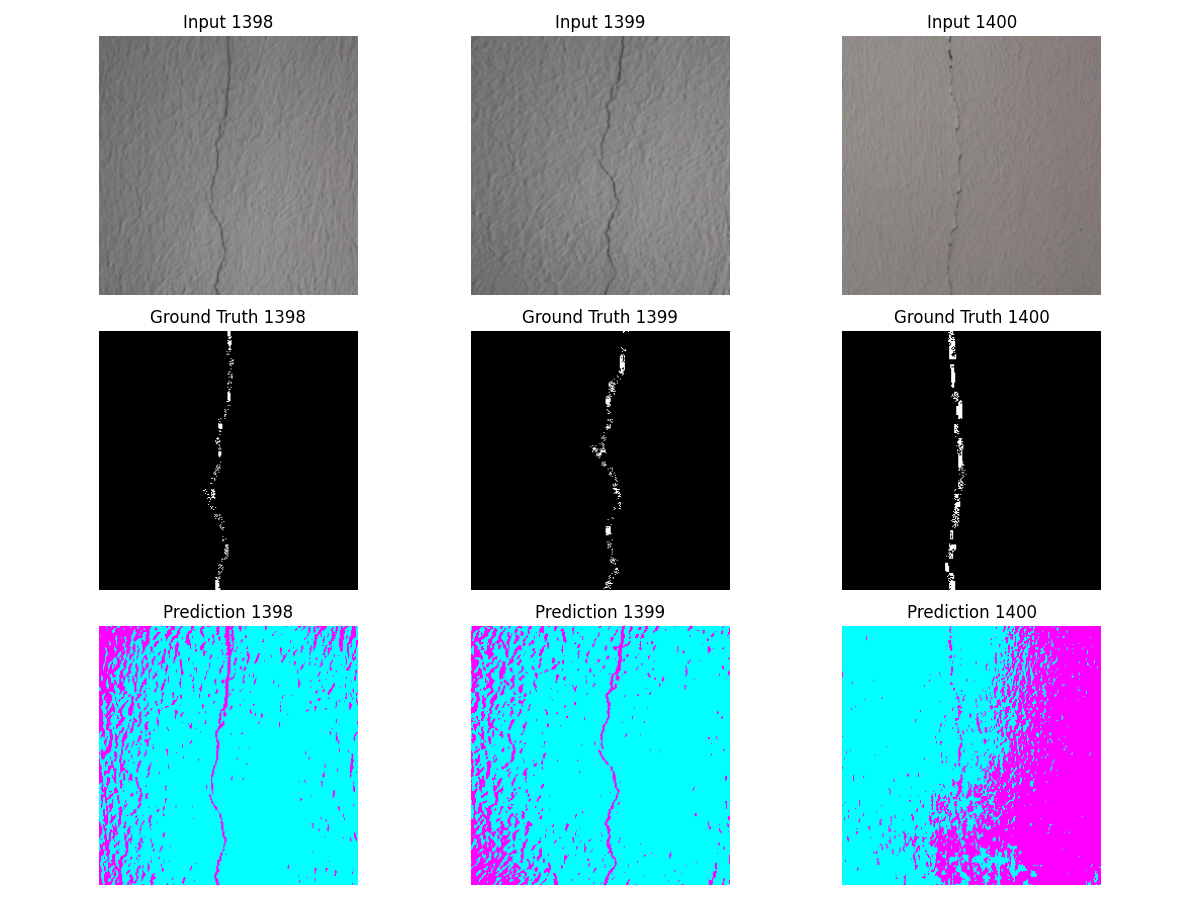 Input 1398
Input 1399
Input 1400
Ground Truth 1398
Ground Truth 1399
Ground Truth 1400
Prediction 1398
Prediction 1399
Prediction 1400